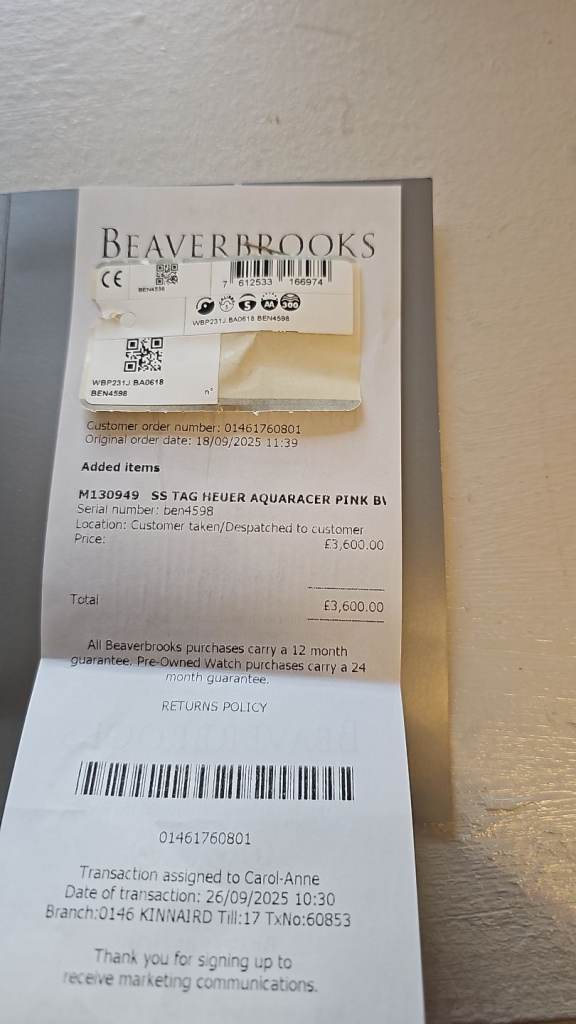 BEAVERBROOKS
CE
BEN4598
7 612533 166974
S AA 300
WBP231J BA0618 BEN4598
WBP231J BA0618
BEN4598 n°
Customer order number: 01461760801
Original order date: 18/09/2025 11:39
Added items
M130949 SS TAG HEUER AQUARACER PINK
Serial number: ben4598
Location: Customer taken/Despatched to customer
Price: £3,600.00
Total £3,600.00
All Beaverbrooks purchases carry a 12 month
guarantee. Pre-Owned Watch purchases carry a 24
month guarantee.
RETURNS POLICY
01461760801
Transaction assigned to Carol-Anne
Date of transaction: 26/09/2025 10:30
Branch:0146 KINNAIRD Till:17 TxNo:60853
Thank you for signing up to
receive marketing communications.